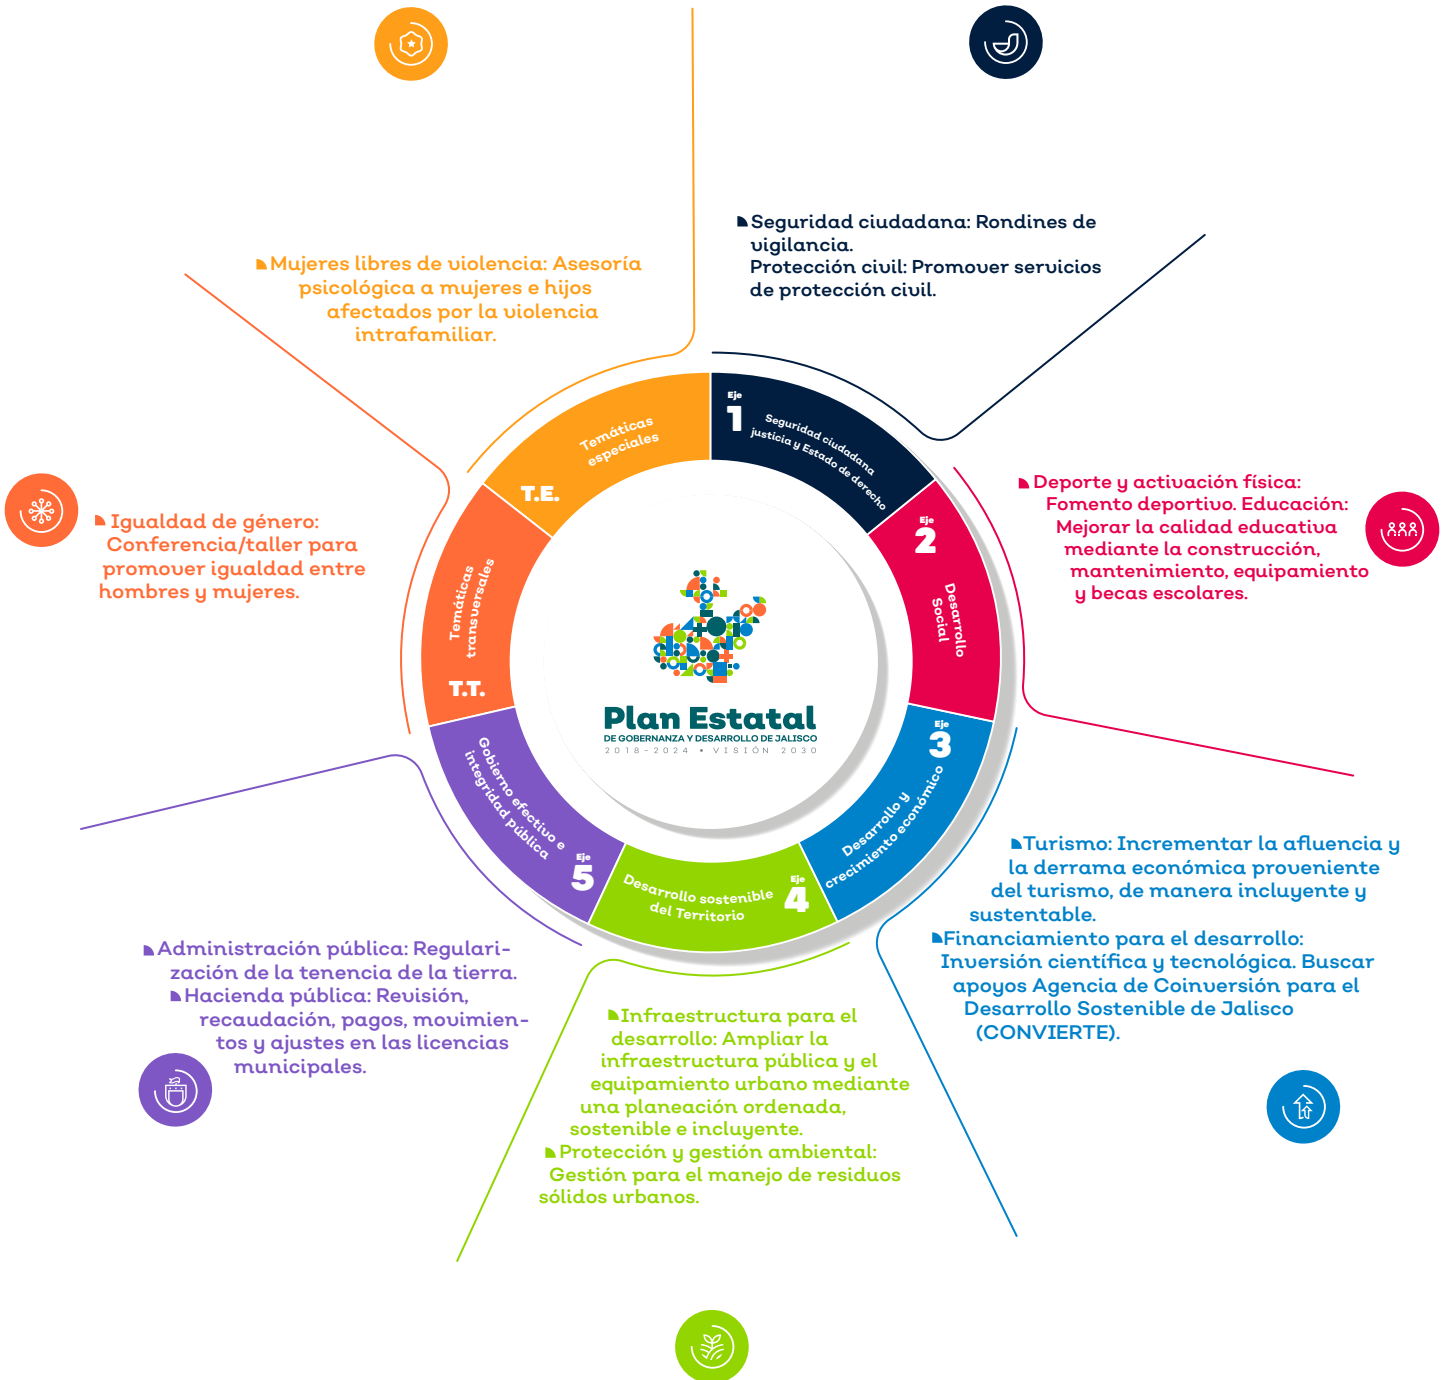 Seguridad ciudadana: Rondines de
vigilancia.
Protección civil: Promover servicios
de protección civil.
Mujeres libres de violencia: Asesoría
psicológica a mujeres e hijos
afectados por la violencia
intrafamiliar.
Eje
1
Seguridad ciudadana
justicia y Estado de derecho
Temáticas
especiales
T.E.
Deporte y activación física:
Fomento deportivo. Educación:
Mejorar la calidad educativa
mediante la construcción,
mantenimiento, equipamiento
y becas escolares.
Eje
2
Desarrollo
Social
Igualdad de género:
Conferencia/taller para
promover igualdad entre
hombres y mujeres.
Temáticas
transversales
T.T.
Plan Estatal
DE GOBERNANZA Y DESARROLLO DE JALISCO
2018-2024 • VISIÓN 2030
Eje
3
Desarrollo y
crecimiento económico
Gobierno efectivo e
integridad pública
Eje
5
Desarrollo sostenible
del Territorio
Eje
4
Turismo: Incrementar la afluencia y
la derrama económica proveniente
del turismo, de manera incluyente y
sustentable.
Financiamiento para el desarrollo:
Inversión científica y tecnológica. Buscar
apoyos Agencia de Coinversión para el
Desarrollo Sostenible de Jalisco
(CONVIERTE).
Administración pública: Regulari-
zación de la tenencia de la tierra.
Hacienda pública: Revisión,
recaudación, pagos, movimien-
tos y ajustes en las licencias
municipales.
Infraestructura para el
desarrollo: Ampliar la
infraestructura pública y el
equipamiento urbano mediante
una planeación ordenada,
sostenible e incluyente.
Protección y gestión ambiental:
Gestión para el manejo de residuos
sólidos urbanos.